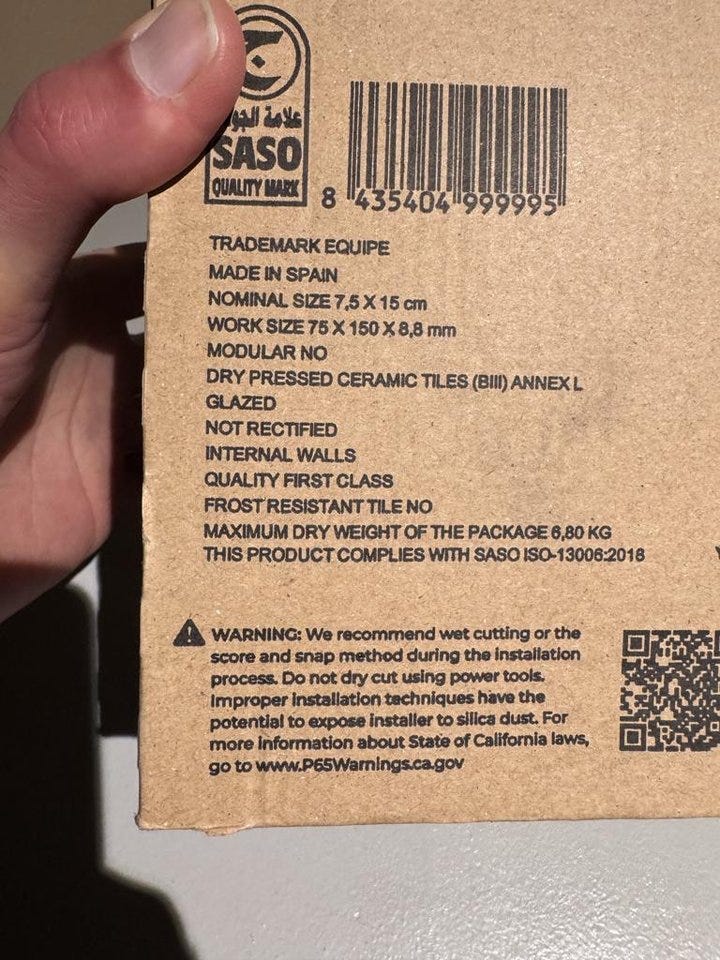 علامة
SASO
QUALITY MARK
8 435404 999995
TRADEMARK EQUIPE
MADE IN SPAIN
NOMINAL SIZE 7,5 X 15 cm
WORK SIZE 75 X 150 X 8,8 mm
MODULAR NO
DRY PRESSED CERAMIC TILES (BIII) ANNEX L
GLAZED
NOT RECTIFIED
INTERNAL WALLS
QUALITY FIRST CLASS
FROST RESISTANT TILE NO
MAXIMUM DRY WEIGHT OF THE PACKAGE 6,80 KG
THIS PRODUCT COMPLIES WITH SASO ISO-13006:2018
WARNING: We recommend wet cutting or the
score and snap method during the installation
process. Do not dry cut using power tools.
Improper installation techniques have the
potential to expose installer to silica dust. For
more information about State of California laws,
go to www.P65Warnings.ca.gov